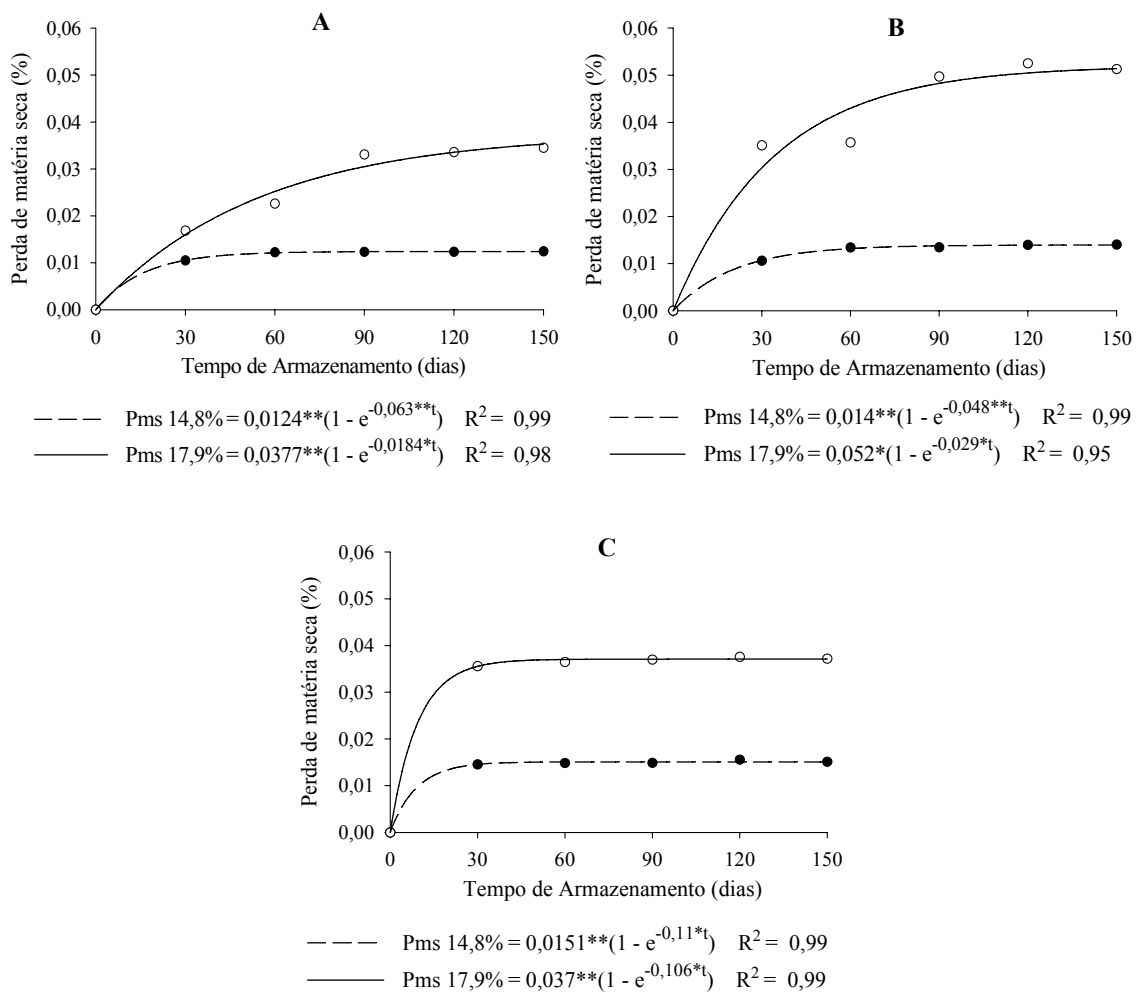 A
Perda de matéria seca (%)
0,06
0,05
0,04
0,03
0,02
0,01
0,00
0 30 60 90 120 150
Tempo de Armazenamento (dias)
Pms 14,8% = 0,0124**(1 - e^-0,063**t) R² = 0,99
Pms 17,9% = 0,0377**(1 - e^-0,0184*t) R² = 0,98
B
Perda de matéria seca (%)
0,06
0,05
0,04
0,03
0,02
0,01
0,00
0 30 60 90 120 150
Tempo de Armazenamento (dias)
Pms 14,8% = 0,014**(1 - e^-0,048**t) R² = 0,99
Pms 17,9% = 0,052*(1 - e^-0,029*t) R² = 0,95
C
Perda de matéria seca (%)
0,06
0,05
0,04
0,03
0,02
0,01
0,00
0 30 60 90 120 150
Tempo de Armazenamento (dias)
Pms 14,8% = 0,0151**(1 - e^-0,11*t) R² = 0,99
Pms 17,9% = 0,037**(1 - e^-0,106*t) R² = 0,99